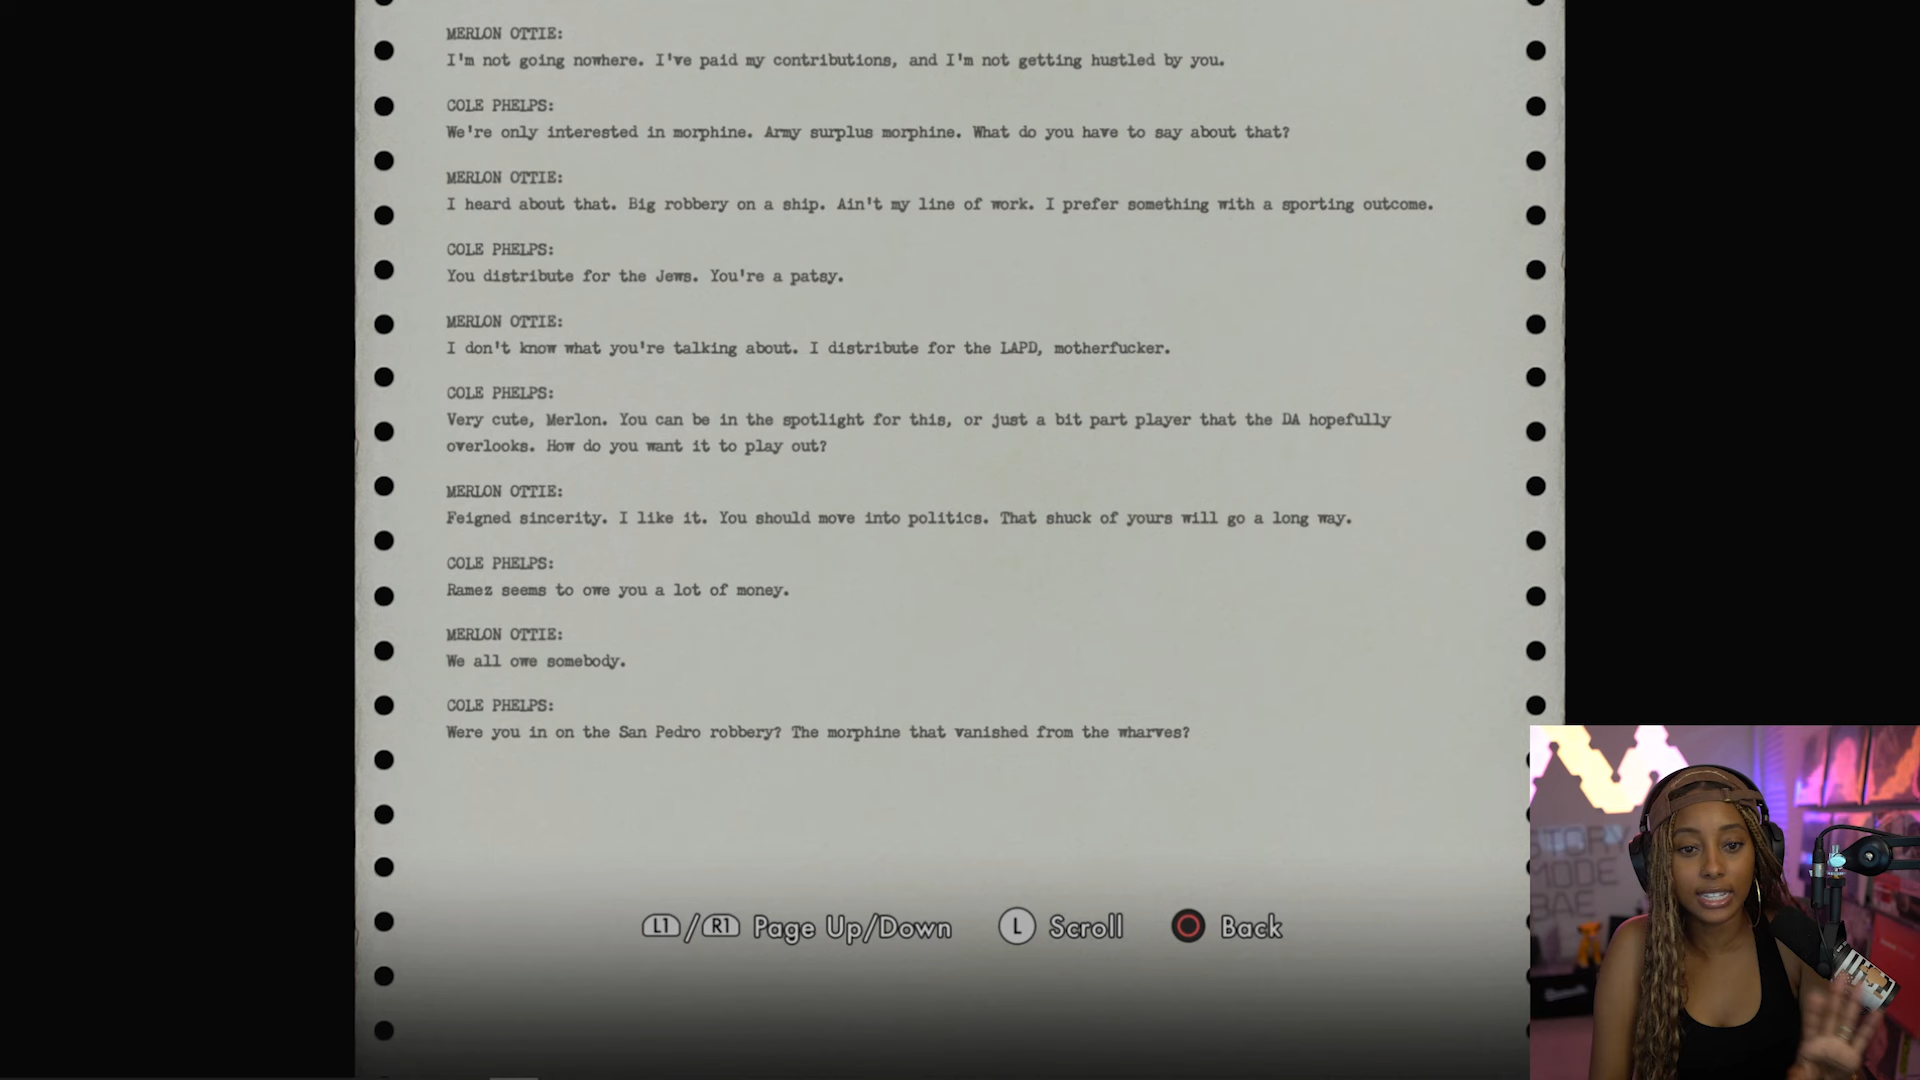 MERLON OTTIE:
I'm not going nowhere. I've paid my contributions, and I'm not getting hustled by you.
COLE PHELPS:
We're only interested in morphine. Army surplus morphine. What do you have to say about that?
MERLON OTTIE:
I heard about that. Big robbery on a ship. Ain't my line of work. I prefer something with a sporting outcome.
COLE PHELPS:
You distribute for the Jews. You're a patsy.
MERLON OTTIE:
I don't know what you're talking about. I distribute for the LAPD, motherfucker.
COLE PHELPS:
Very cute, Merlon. You can be in the spotlight for this, or just a bit part player that the DA hopefully
overlooks. How do you want it to play out?
MERLON OTTIE:
Feigned sincerity. I like it. You should move into politics. That shuck of yours will go a long way.
COLE PHELPS:
Ramez seems to owe you a lot of money.
MERLON OTTIE:
We all owe somebody.
COLE PHELPS:
Were you in on the San Pedro robbery? The morphine that vanished from the wharves?
L1/R1 Page Up/Down L Scroll Back
STORY
MODE
BAE